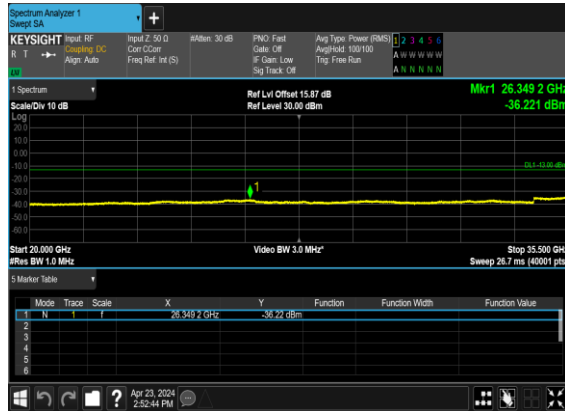 Spectrum Analyzer 1
Swept SA
+
KEYSIGHT Input: RF Input Z: 50 Ω #Atten: 30 dB PNO: Fast Avg Type: Power (RMS) 1 2 3 4 5 6
R T Coupling: DC Corr CCorr Gate: Off Avg|Hold: 100/100 A W W W W W
Align: Auto Freq Ref: Int (S) IF Gain: Low Trig: Free Run
Sig Track: Off A N N N N N
1 Spectrum Ref Lvl Offset 15.87 dB Mkr1 26.349 2 GHz
Scale/Div 10 dB Ref Level 30.00 dBm -36.221 dBm
Log
20.0
10.0
0.00
-10.0 DL1 -13.00 dBm
-20.0
-30.0 1
-40.0
-50.0
-60.0
Start 20.000 GHz Video BW 3.0 MHz* Stop 35.500 GHz
#Res BW 1.0 MHz Sweep 26.7 ms (40001 pts)
5 Marker Table
Mode Trace Scale X Y Function Function Width Function Value
1 N 1 f 26.349 2 GHz -36.22 dBm
2
3
4
5
6
? Apr 23, 2024
2:52:44 PM